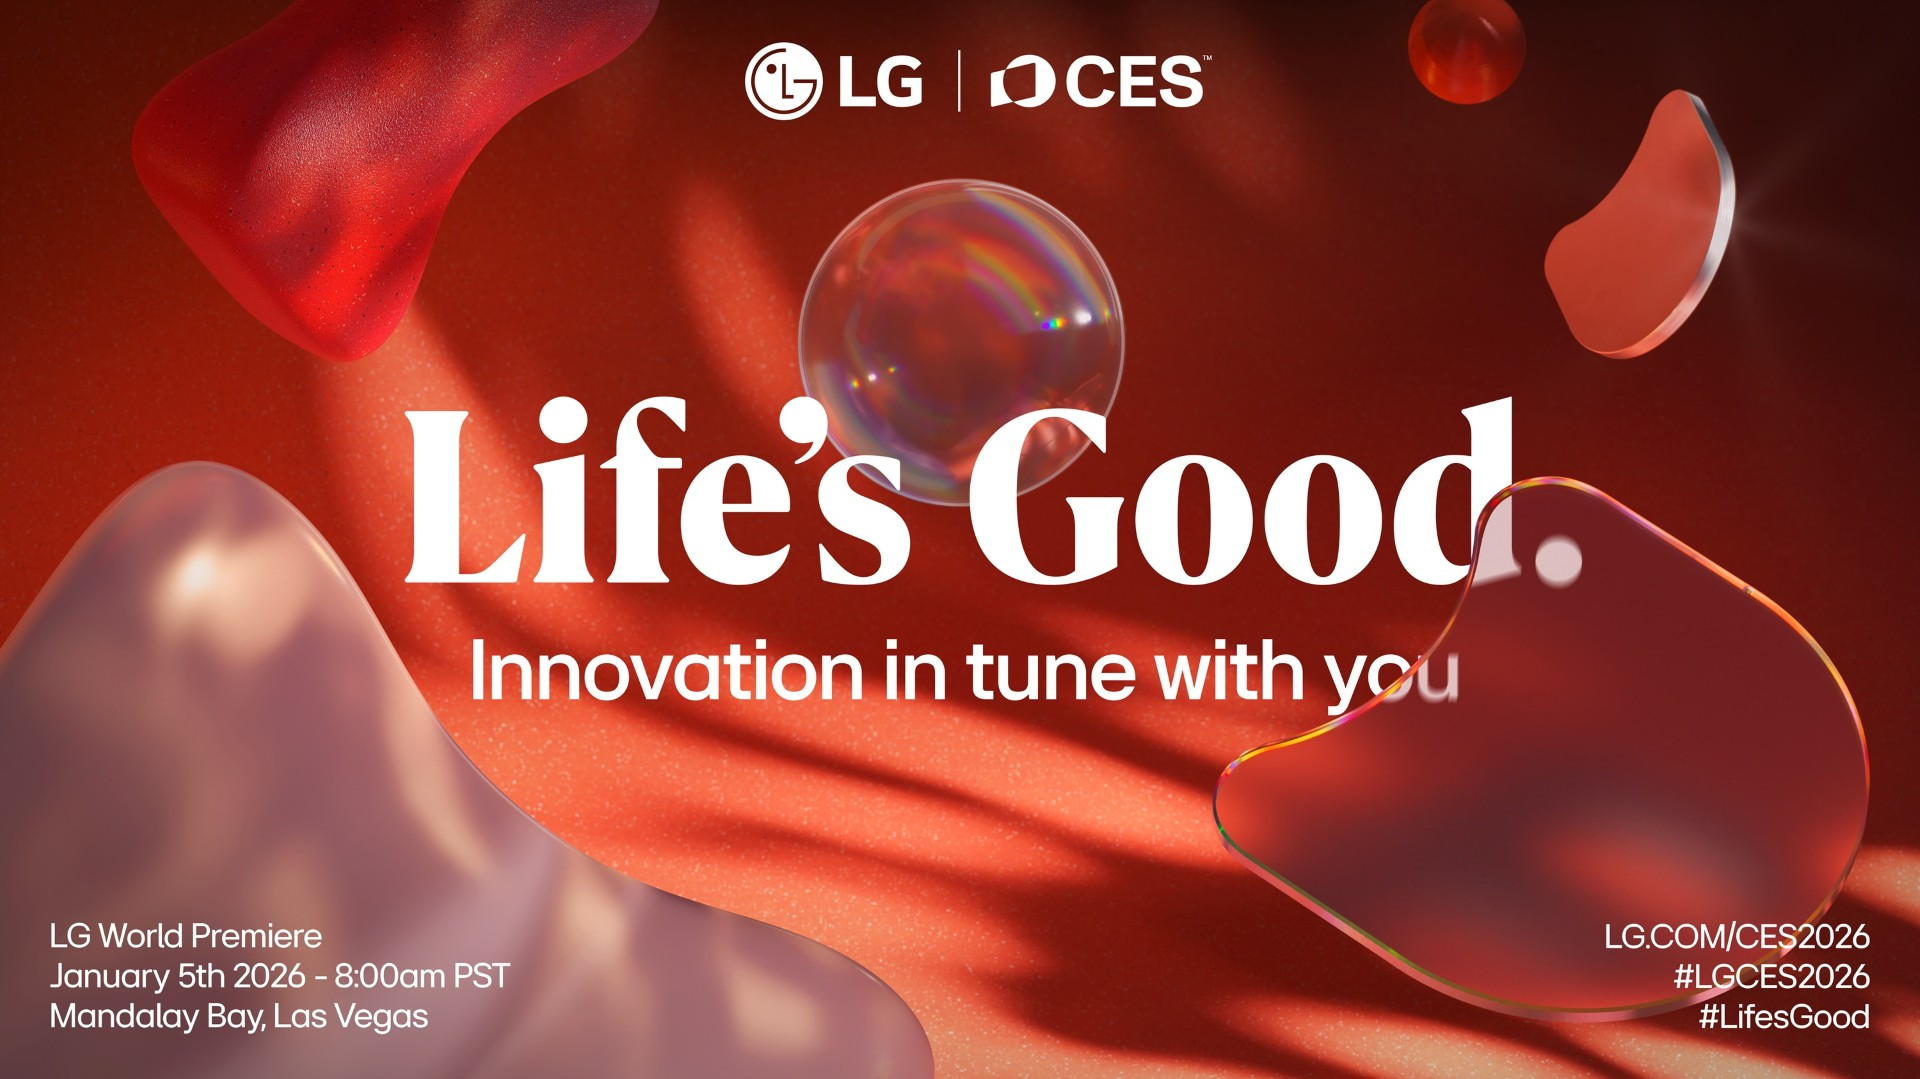 LG | CES™
Life's Good.
Innovation in tune with you
LG World Premiere
January 5th 2026 - 8:00am PST
Mandalay Bay, Las Vegas
LG.COM/CES2026
#LGCES2026
#LifesGood